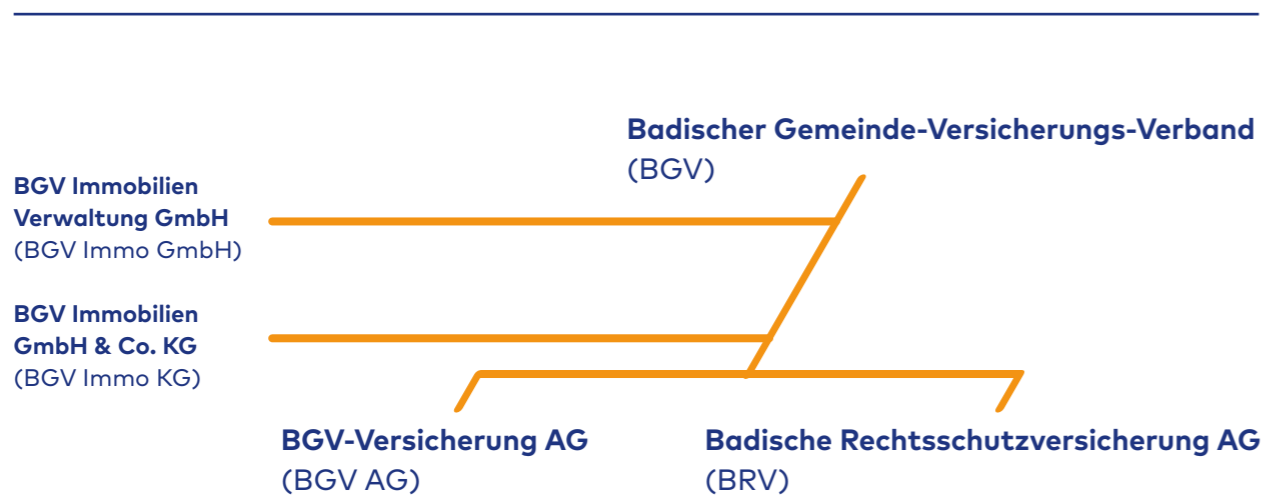 Badischer Gemeinde-Versicherungs-Verband
(BGV)
BGV Immobilien
Verwaltung GmbH
(BGV Immo GmbH)
BGV Immobilien
GmbH & Co. KG
(BGV Immo KG)
BGV-Versicherung AG
(BGV AG)
Badische Rechtsschutzversicherung AG
(BRV)